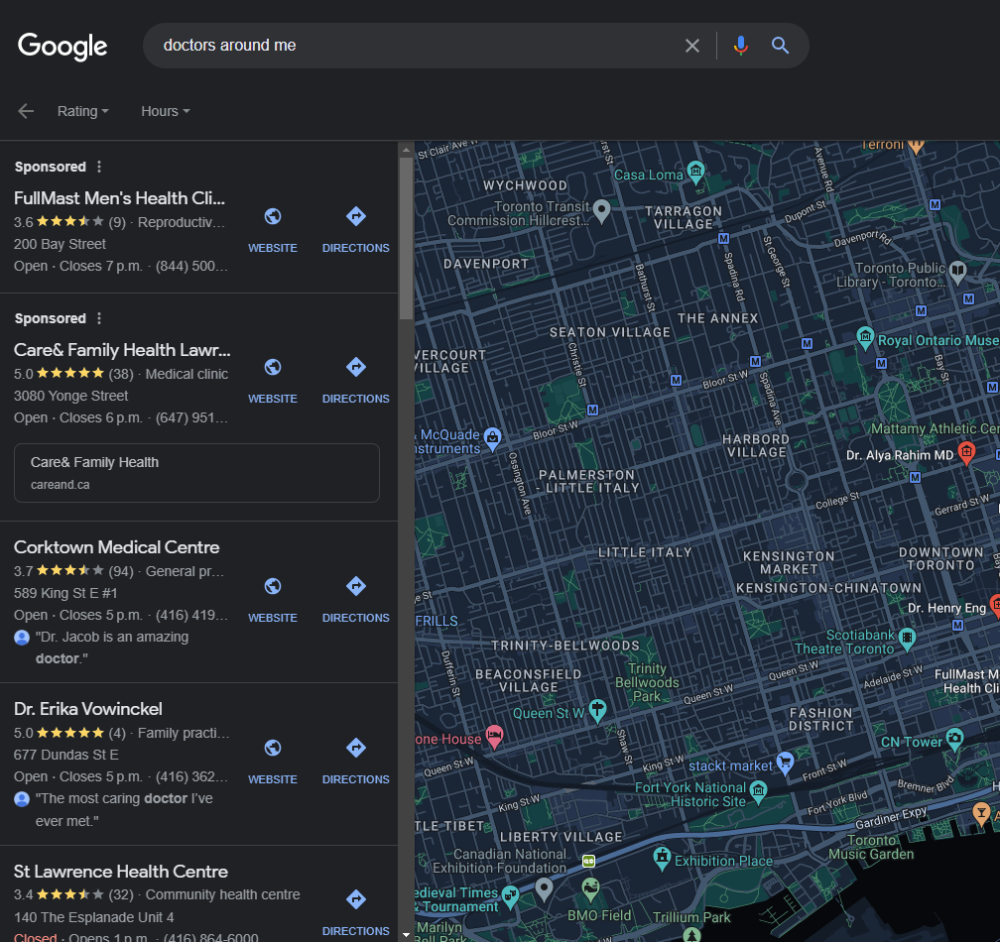 Google
doctors around me
Rating
Hours
Sponsored
FullMast Men's Health Cli...
3.6 (9) · Reproductiv...
200 Bay Street
Open · Closes 7 p.m. · (844) 500...
WEBSITE
DIRECTIONS
Sponsored
Care& Family Health Lawr...
5.0 (38) · Medical clinic
3080 Yonge Street
Open · Closes 6 p.m. · (647) 951...
WEBSITE
DIRECTIONS
Care& Family Health
careand.ca
Corktown Medical Centre
3.7 (94) · General pr...
589 King St E #1
Open · Closes 5 p.m. · (416) 419...
"Dr. Jacob is an amazing
doctor."
WEBSITE
DIRECTIONS
Dr. Erika Vowinckel
5.0 (4) · Family practi...
677 Dundas St E
Open · Closes 5 p.m. · (416) 362...
"The most caring doctor I've
ever met."
WEBSITE
DIRECTIONS
St Lawrence Health Centre
3.4 (32) · Community health centre
140 The Esplanade Unit 4
Closed · Opens 1 p.m. · (416) 864-6000
DIRECTIONS
St Clair Ave W
Terroni
Casa Loma
Avenue Rd
WYCHWOOD
Toronto Transit
Commission Hillcrest...
TARRAGON
VILLAGE
Dupont St
M
M
Davenport Rd
DAVENPORT
Bathurst St
Spadina Rd
St George St
Toronto Public
Library - Toronto...
M
M
THE ANNEX
SEATON VILLAGE
Royal Ontario Muse
VERCOURT
VILLAGE
Christie St
M
M
M
Bay St
Bloor St W
Spadina Ave
M
M
M
Bloor St W
McQuade
nstruments
Mattamy Athletic Cen
HARBORD
VILLAGE
Dr. Alya Rahim MD
Ossington Ave
PALMERSTON
- LITTLE ITALY
M
College St
Gerrard St W
LITTLE ITALY
KENSINGTON
MARKET
DOWNTOWN
TORONTO
KENSINGTON-CHINATOWN
e St
FRILLS
Dr. Henry Eng
M
Scotiabank
Theatre Toronto
TRINITY-BELLWOODS
Dufferin St
BEACONSFIELD
VILLAGE
Trinity
Bellwoods
Park
Queen St W
Adelaide St W
FullMast M
Health Cli
Queen St W
Queen St W
FASHION
DISTRICT
one House
Shaw St
CN Tower
Queen St W
King St W
stackt market
Front St W
Fort York National
Historic Site
Bremner Blvd
King St W
Fort York Blvd
Gardiner Expy
TLE TIBET
LIBERTY VILLAGE
Toronto
Music Garden
Canadian National
Exhibition Foundation
Exhibition Place
edieval Times
& Tournament
BMO Field
Trillium Park
Marilyn
Bell Park